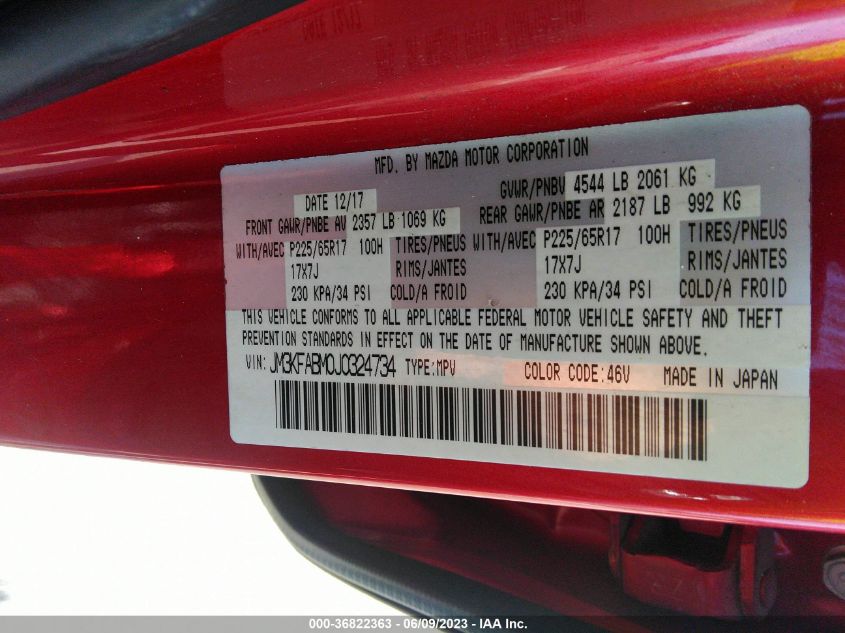 MFD. BY MAZDA MOTOR CORPORATION
DATE 12/17 GVWR/PNBV 4544 LB 2061 KG
FRONT GAWR/PNBE AV 2357 LB 1069 KG REAR GAWR/PNBE AR 2187 LB 992 KG
WITH/AVEC P225/65R17 100H TIRES/PNEUS WITH/AVEC P225/65R17 100H TIRES/PNEUS
17X7J RIMS/JANTES 17X7J RIMS/JANTES
230 KPA/34 PSI COLD/A FROID 230 KPA/34 PSI COLD/A FROID
THIS VEHICLE CONFORMS TO ALL APPLICABLE FEDERAL MOTOR VEHICLE SAFETY AND THEFT
PREVENTION STANDARDS IN EFFECT ON THE DATE OF MANUFACTURE SHOWN ABOVE.
VIN: JM3KFABM0J0324734 TYPE:MPV COLOR CODE:46V MADE IN JAPAN
000-36822363 - 06/09/2023 - IAA Inc.